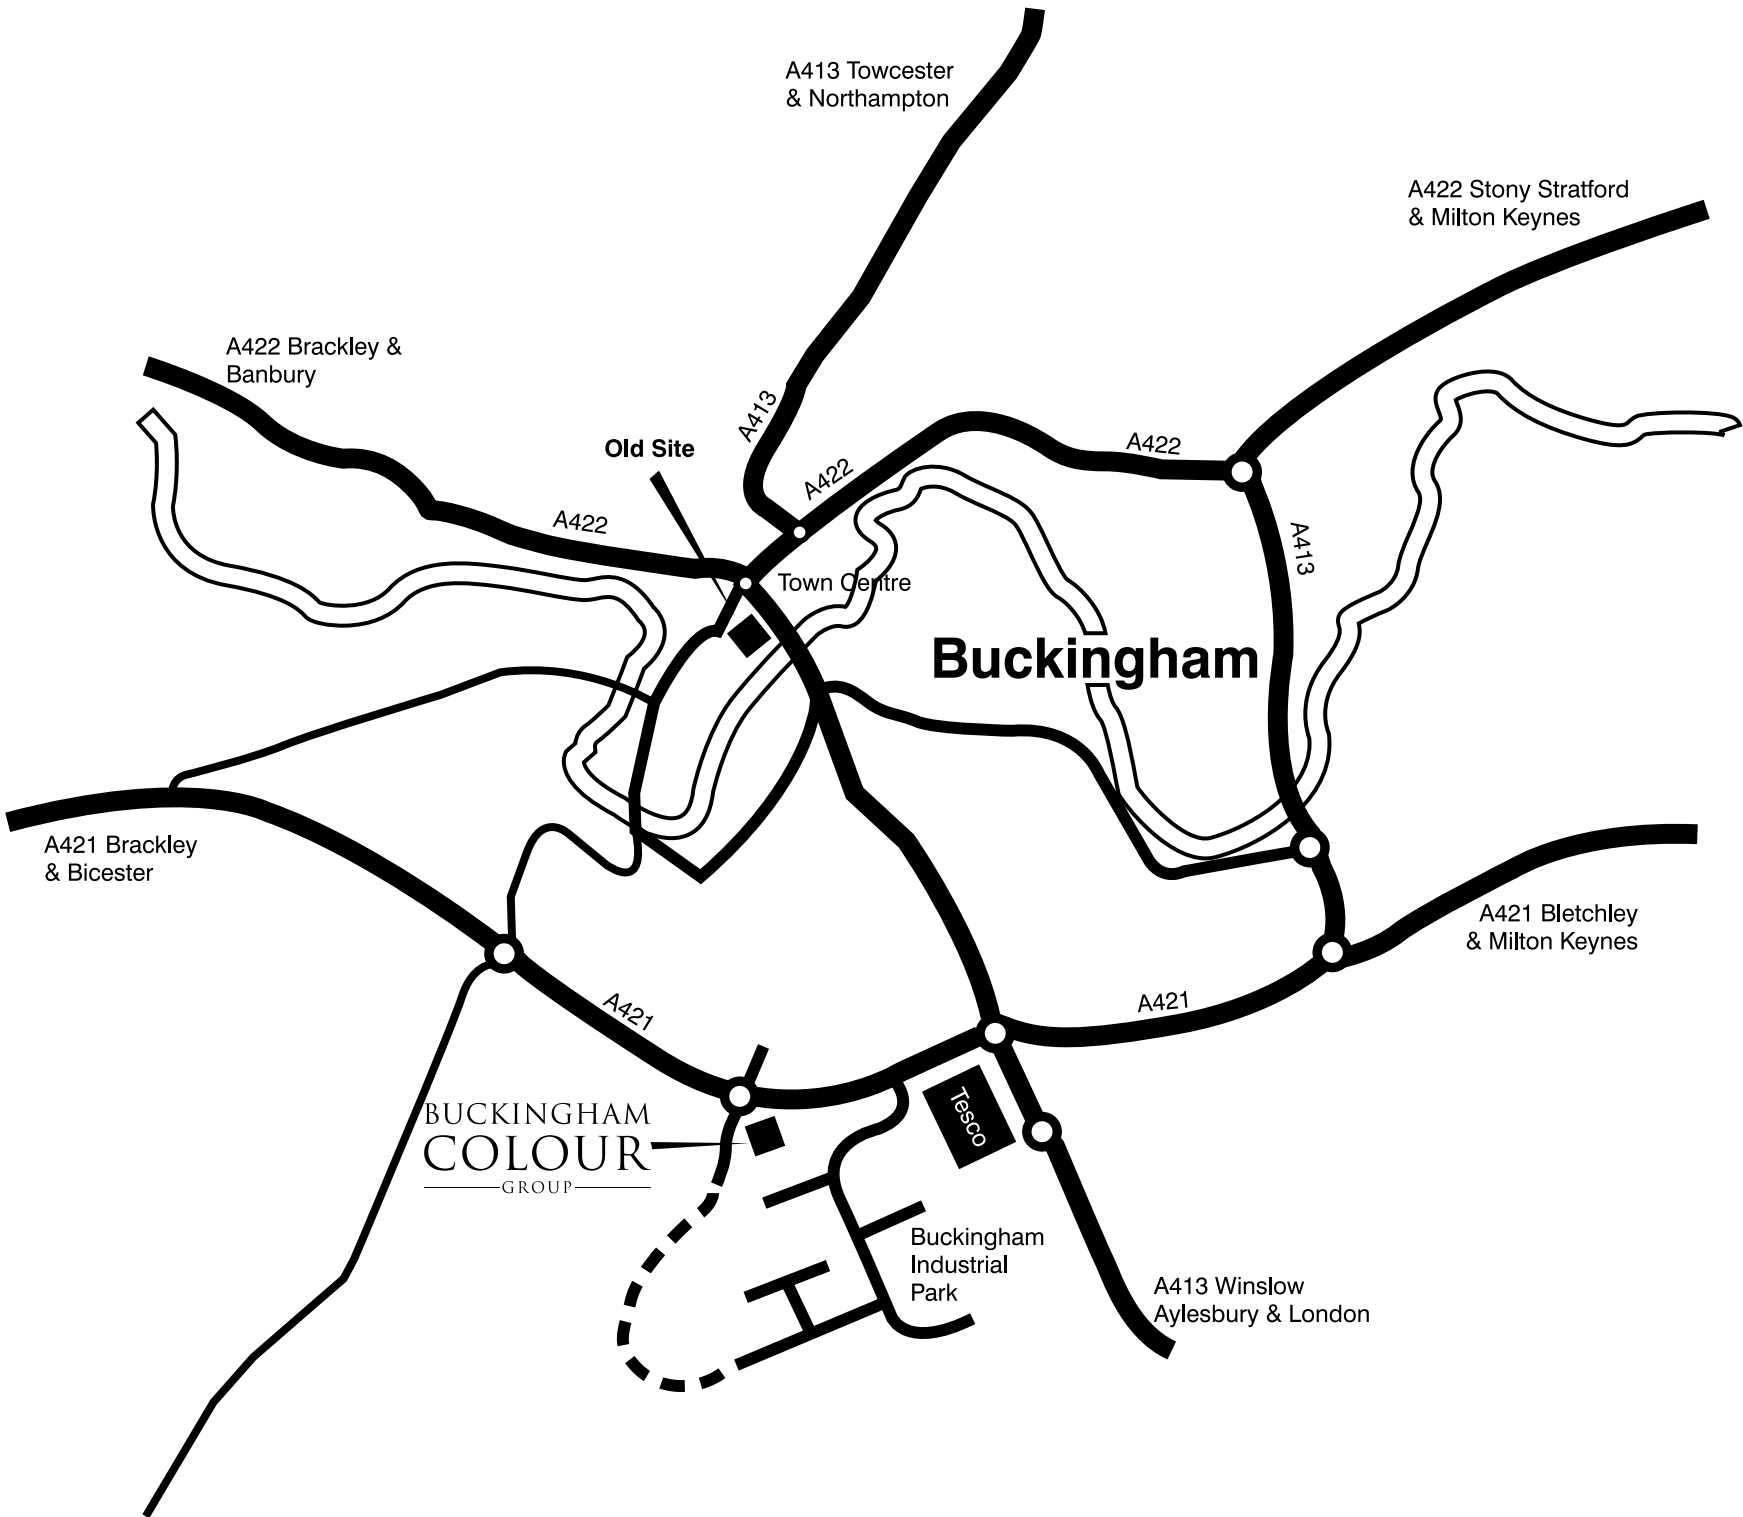 A413 Towcester
& Northampton
A422 Stony Stratford
& Milton Keynes
A422 Brackley &
Banbury
A413
Old Site
A422
A422
A422
A413
Town Centre
Buckingham
A421 Brackley
& Bicester
A421 Bletchley
& Milton Keynes
A421
A421
BUCKINGHAM
COLOUR
GROUP
Tesco
Buckingham
Industrial
Park
A413 Winslow
Aylesbury & London